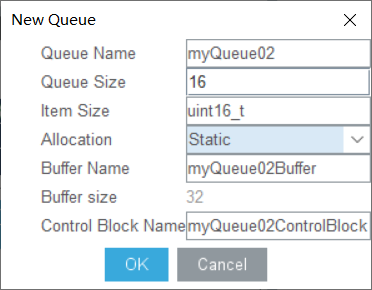 New Queue
Queue Name myQueue02
Queue Size 16
Item Size uint16_t
Allocation Static
Buffer Name myQueue02Buffer
Buffer size 32
Control Block Name myQueue02ControlBlock
OK Cancel